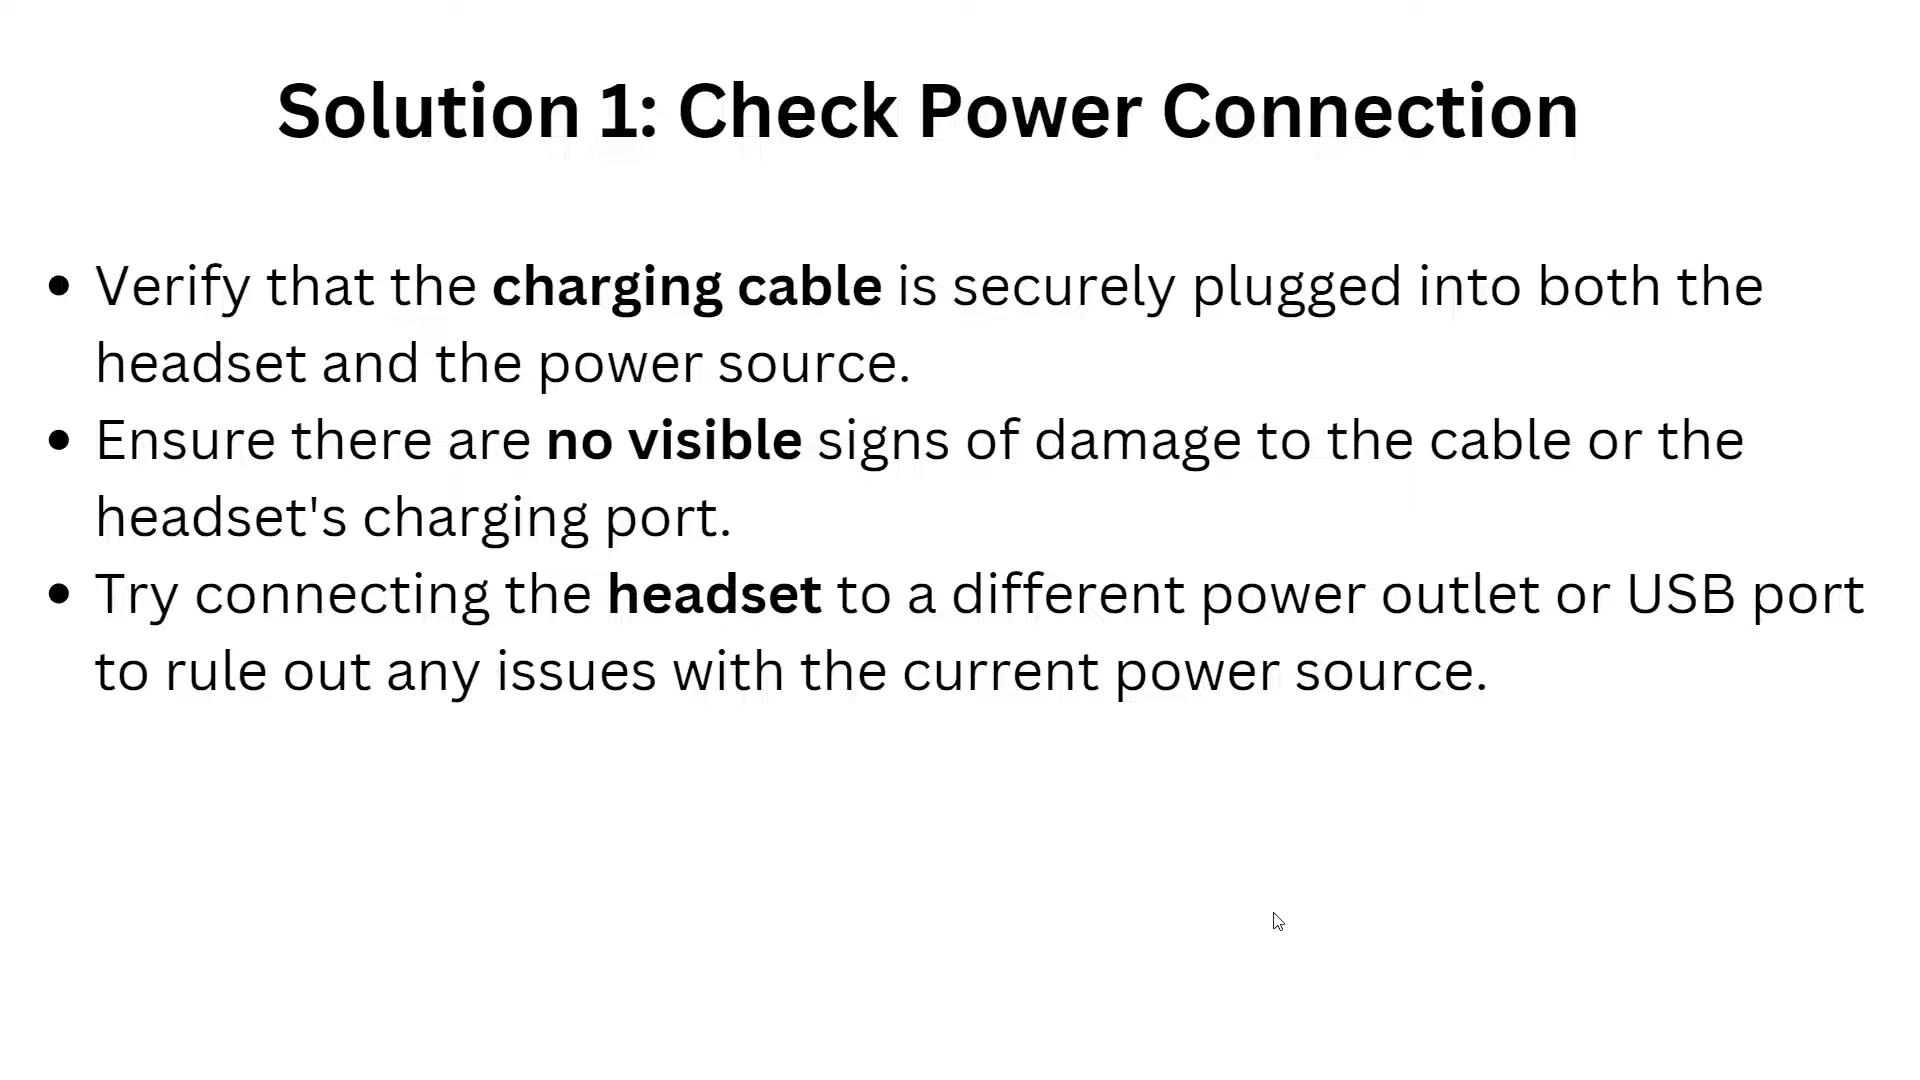 Solution 1: Check Power Connection
• Verify that the charging cable is securely plugged into both the
headset and the power source.
• Ensure there are no visible signs of damage to the cable or the
headset's charging port.
• Try connecting the headset to a different power outlet or USB port
to rule out any issues with the current power source.